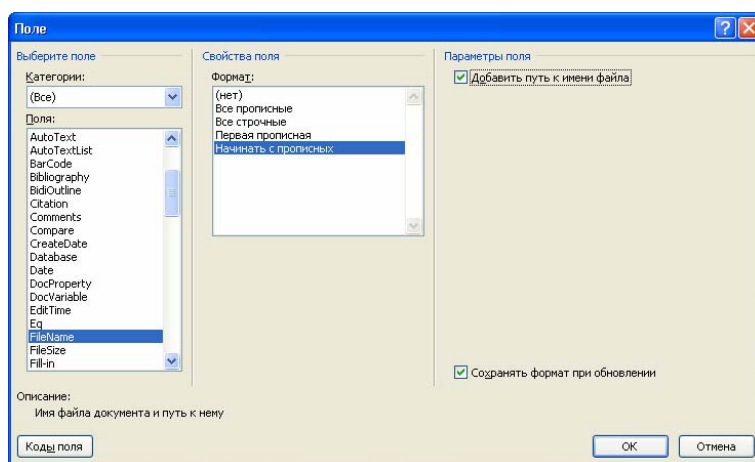 Поле
Выберите поле
Категории:
(Все)
Поля:
AutoText
AutoTextList
BarCode
Bibliography
BidiOutline
Citation
Comments
Compare
CreateDate
Database
Date
DocProperty
DocVariable
EditTime
Eq
FileName
FileSize
Fill-in
Свойства поля
Формат:
(нет)
Все прописные
Все строчные
Первая прописная
Начинать с прописных
Параметры поля
Добавить путь к имени файла
Сохранять формат при обновлении
Описание:
Имя файла документа и путь к нему
Коды поля
ОК
Отмена